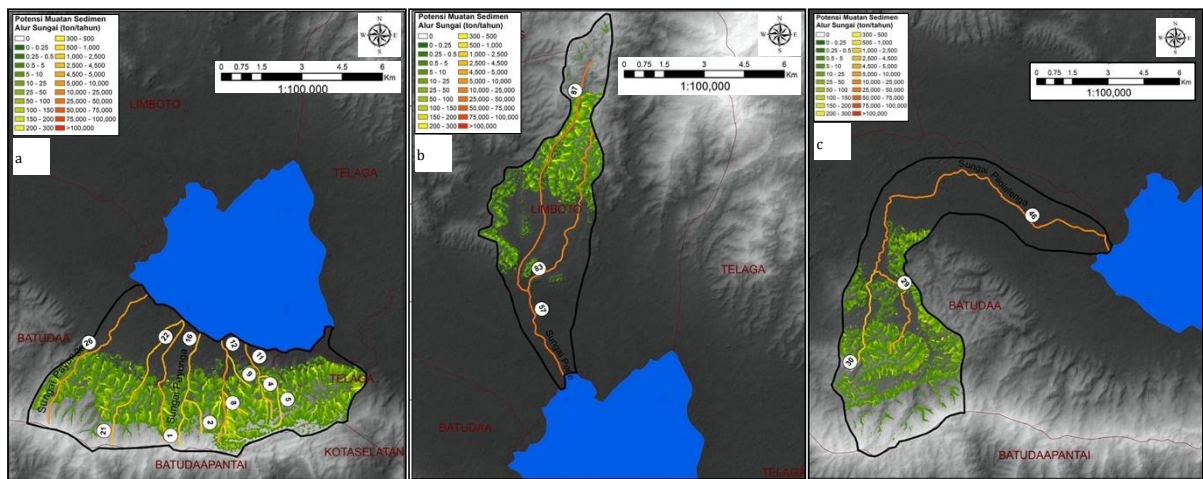 Potensi Muatan Sedimen
Alur Sungai (ton/tahun)
0
0 - 0.25
0.25 - 0.5
0.5 - 5
5 - 10
10 - 25
25 - 50
50 - 100
100 - 150
150 - 200
200 - 300
300 - 500
500 - 1,000
1,000 - 2,500
2,500 - 4,500
4,500 - 5,000
5,000 - 10,000
10,000 - 25,000
25,000 - 50,000
50,000 - 75,000
75,000 - 100,000
>100,000
N
W E
S
0 0.75 1.5 3 4.5 6
Km
1:100,000
LIMBOTO
a
TELAGA
BATUDAA
26
22
16
12
11
9
4
5
8
2
1
21
Sungai
Sungai Payunga
TELAGA
KOTASELATAN
BATUDAAPANTAI
Potensi Muatan Sedimen
Alur Sungai (ton/tahun)
0
0 - 0.25
0.25 - 0.5
0.5 - 5
5 - 10
10 - 25
25 - 50
50 - 100
100 - 150
150 - 200
200 - 300
300 - 500
500 - 1,000
1,000 - 2,500
2,500 - 4,500
4,500 - 5,000
5,000 - 10,000
10,000 - 25,000
25,000 - 50,000
50,000 - 75,000
75,000 - 100,000
>100,000
N
W E
S
0 0.75 1.5 3 4.5 6
Km
1:100,000
87
b
LIMBOTO
TELAGA
83
57
Sungai
BATUDAA
TELAGA
Potensi Muatan Sedimen
Alur Sungai (ton/tahun)
0
0 - 0.25
0.25 - 0.5
0.5 - 5
5 - 10
10 - 25
25 - 50
50 - 100
100 - 150
150 - 200
200 - 300
300 - 500
500 - 1,000
1,000 - 2,500
2,500 - 4,500
4,500 - 5,000
5,000 - 10,000
10,000 - 25,000
25,000 - 50,000
50,000 - 75,000
75,000 - 100,000
>100,000
N
W E
S
0 0.75 1.5 3 4.5 6
Km
1:100,000
c
Sungai
46
29
BATUDAA
30
BATUDAAPANTAI